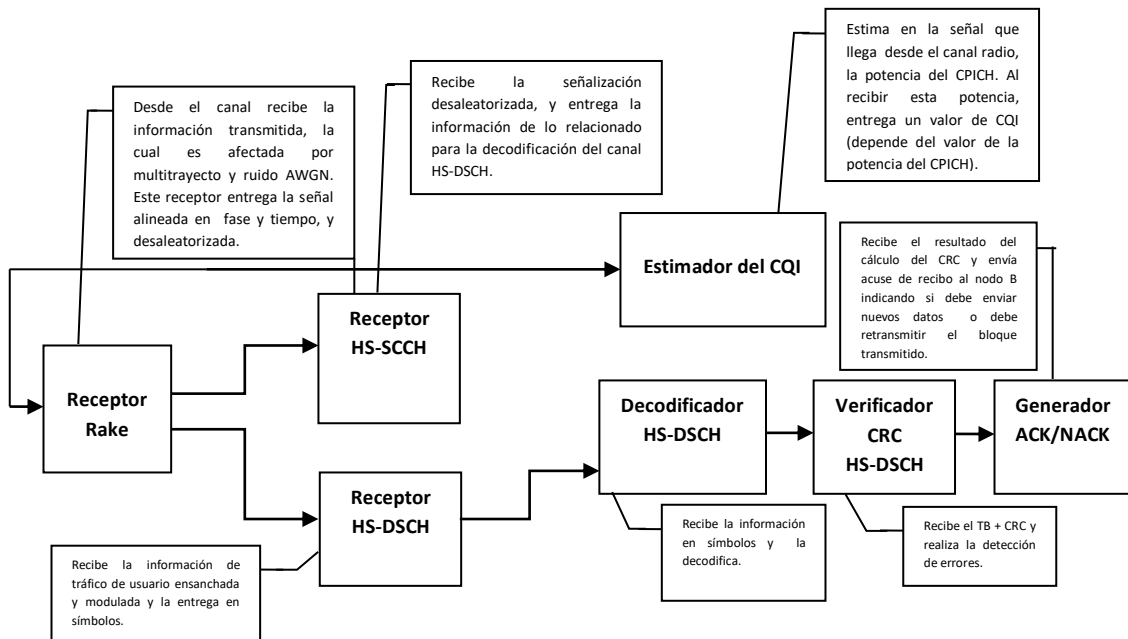 Estima en la señal que
llega desde el canal radio,
la potencia del CPICH. Al
recibir esta potencia,
entrega un valor de CQI
(depende del valor de la
potencia del CPICH).
Recibe la señalización
desaleatorizada, y entrega la
información de lo relacionado
para la decodificación del canal
HS-DSCH.
Desde el canal recibe la
información transmitida, la
cual es afectada por
multitrayecto y ruido AWGN.
Este receptor entrega la señal
alineada en fase y tiempo, y
desaleatorizada.
Estimador del CQI
Recibe el resultado del
cálculo del CRC y envía
acuse de recibo al nodo B
indicando si debe enviar
nuevos datos o debe
retransmitir el bloque
transmitido.
Receptor
HS-SCCH
Receptor
Rake
Decodificador
HS-DSCH
Verificador
CRC
HS-DSCH
Generador
ACK/NACK
Receptor
HS-DSCH
Recibe la información
en símbolos y la
decodifica.
Recibe el TB + CRC y
realiza la detección
de errores.
Recibe la información de
tráfico de usuario ensanchada
y modulada y la entrega en
símbolos.